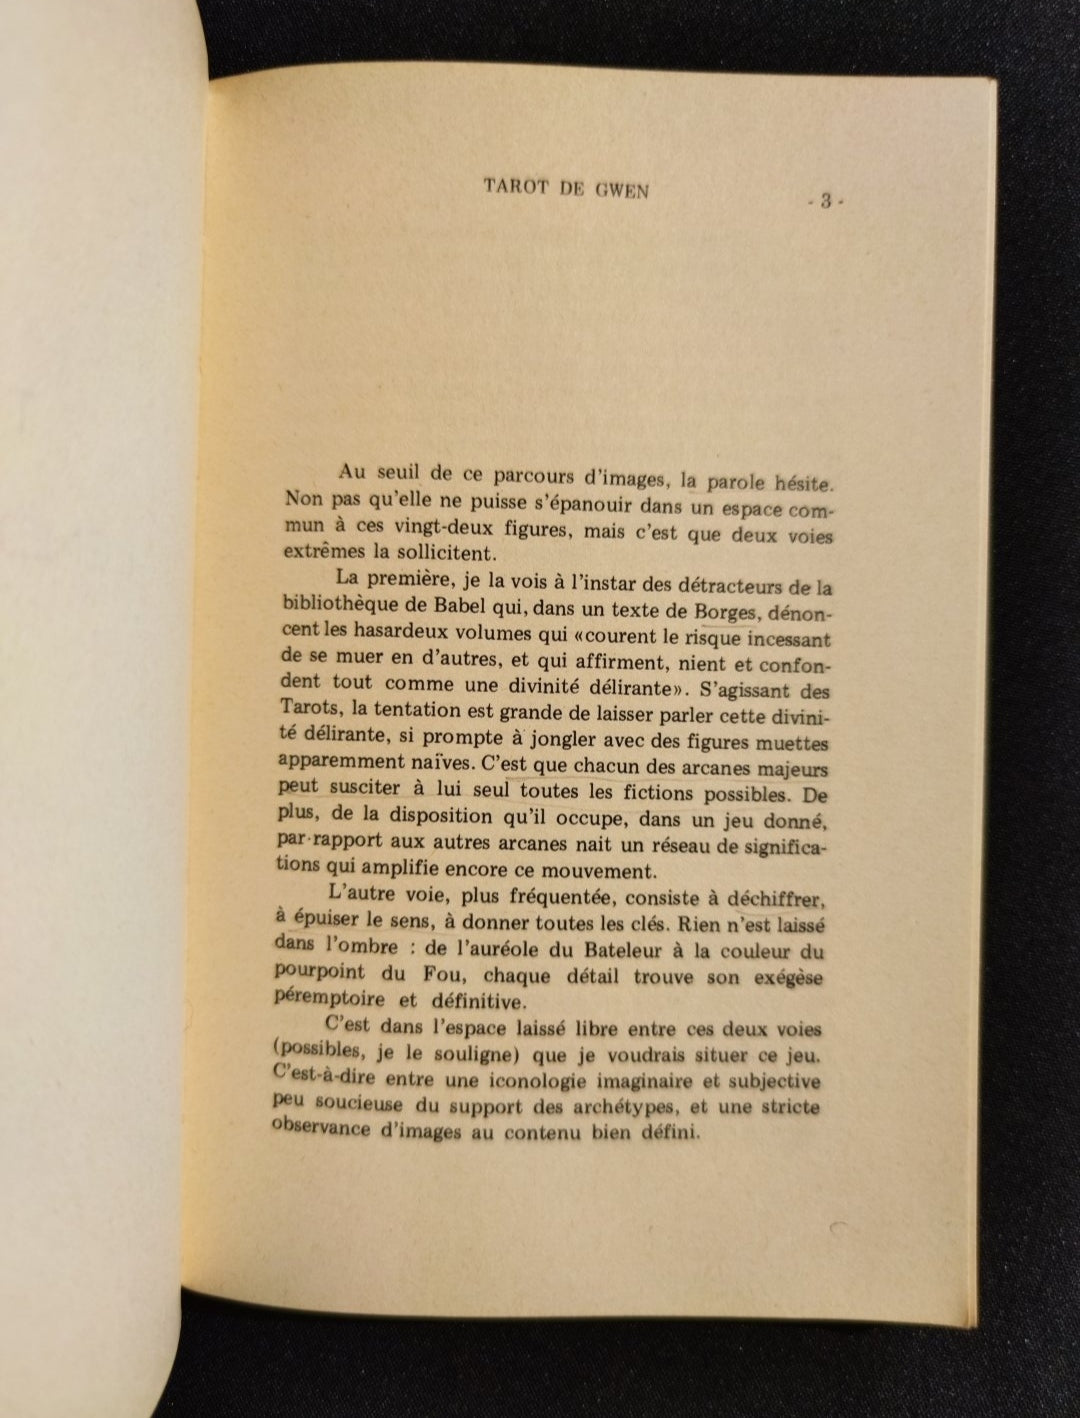 TAROT DE GWEN
- 3 -
Au seuil de ce parcours d'images, la parole hésite.
Non pas qu'elle ne puisse s'épanouir dans un espace com-
mun à ces vingt-deux figures, mais c'est que deux voies
extrêmes la sollicitent.
La première, je la vois à l'instar des détracteurs de la
bibliothèque de Babel qui, dans un texte de Borges, dénon-
cent les hasardeux volumes qui «courent le risque incessant
de se muer en d'autres, et qui affirment, nient et confon-
dent tout comme une divinité délirante». S'agissant des
Tarots, la tentation est grande de laisser parler cette divini-
té délirante, si prompte à jongler avec des figures muettes
apparemment naïves. C'est que chacun des arcanes majeurs
peut susciter à lui seul toutes les fictions possibles. De
plus, de la disposition qu'il occupe, dans un jeu donné,
par rapport aux autres arcanes nait un réseau de significa-
tions qui amplifie encore ce mouvement.
L'autre voie, plus fréquentée, consiste à déchiffrer,
à épuiser le sens, à donner toutes les clés. Rien n'est laissé
dans l'ombre : de l'auréole du Bateleur à la couleur du
pourpoint du Fou, chaque détail trouve son exégèse
péremptoire et définitive.
C'est dans l'espace laissé libre entre ces deux voies
(possibles, je le souligne) que je voudrais situer ce jeu.
C'est-à-dire entre une iconologie imaginaire et subjective
peu soucieuse du support des archétypes, et une stricte
observance d'images au contenu bien défini.